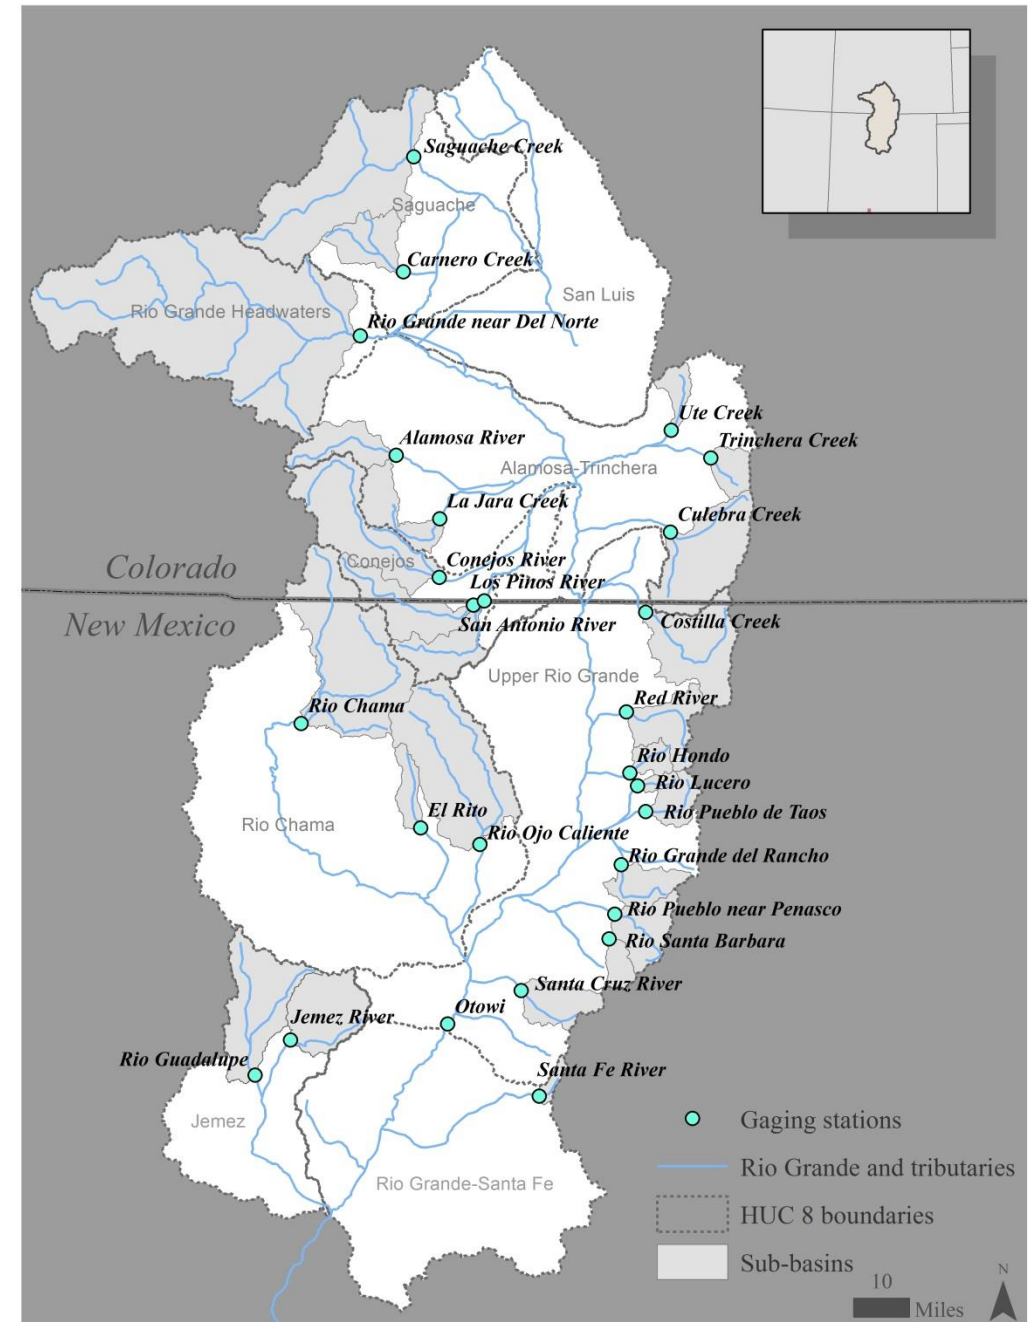 Saguache Creek
Saguache
Carnero Creek
San Luis
Rio Grande Headwaters
Rio Grande near Del Norte
Ute Creek
Alamosa River
Trinchera Creek
Alamosa-Trinchera
La Jara Creek
Culebra Creek
Conejos
Conejos River
Colorado
Los Pinos River
New Mexico
San Antonio River
Costilla Creek
Upper Rio Grande
Red River
Rio Chama
Rio Hondo
Rio Lucero
El Rito
Rio Pueblo de Taos
Rio Chama
Rio Ojo Caliente
Rio Grande del Rancho
Rio Pueblo near Penasco
Rio Santa Barbara
Santa Cruz River
Otowi
Jemez River
Rio Guadalupe
Santa Fe River
Jemez
Gaging stations
Rio Grande and tributaries
Rio Grande-Santa Fe
HUC 8 boundaries
Sub-basins
10
Miles
N